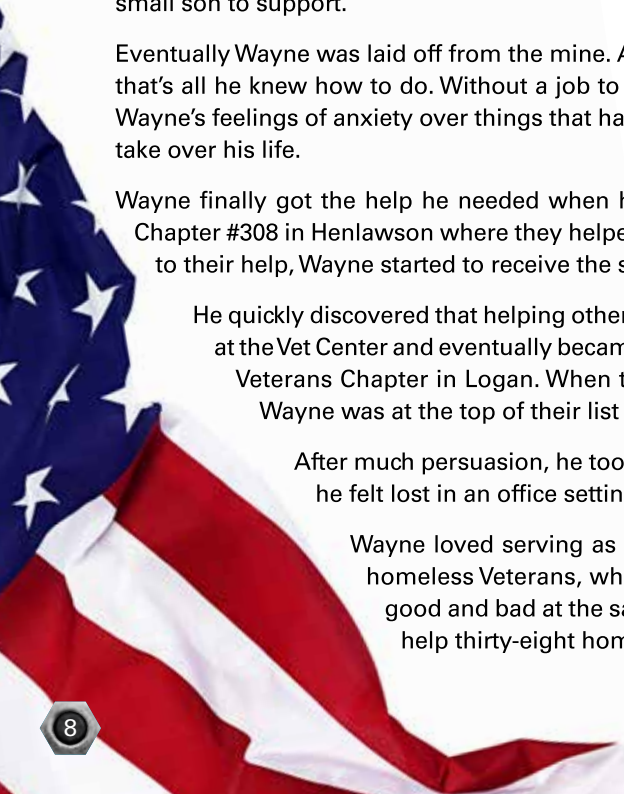 small son to support.
Eventually Wayne was laid off from the mine.
that's all he knew how to do. Without a job to
Wayne's feelings of anxiety over things that ha
take over his life.
Wayne finally got the help he needed when h
Chapter #308 in Henlawson where they helpe
to their help, Wayne started to receive the s
He quickly discovered that helping other
at the Vet Center and eventually becam
Veterans Chapter in Logan. When t
Wayne was at the top of their list
After much persuasion, he too
he felt lost in an office settin
Wayne loved serving as
homeless Veterans, wh
good and bad at the sa
help thirty-eight hom
8